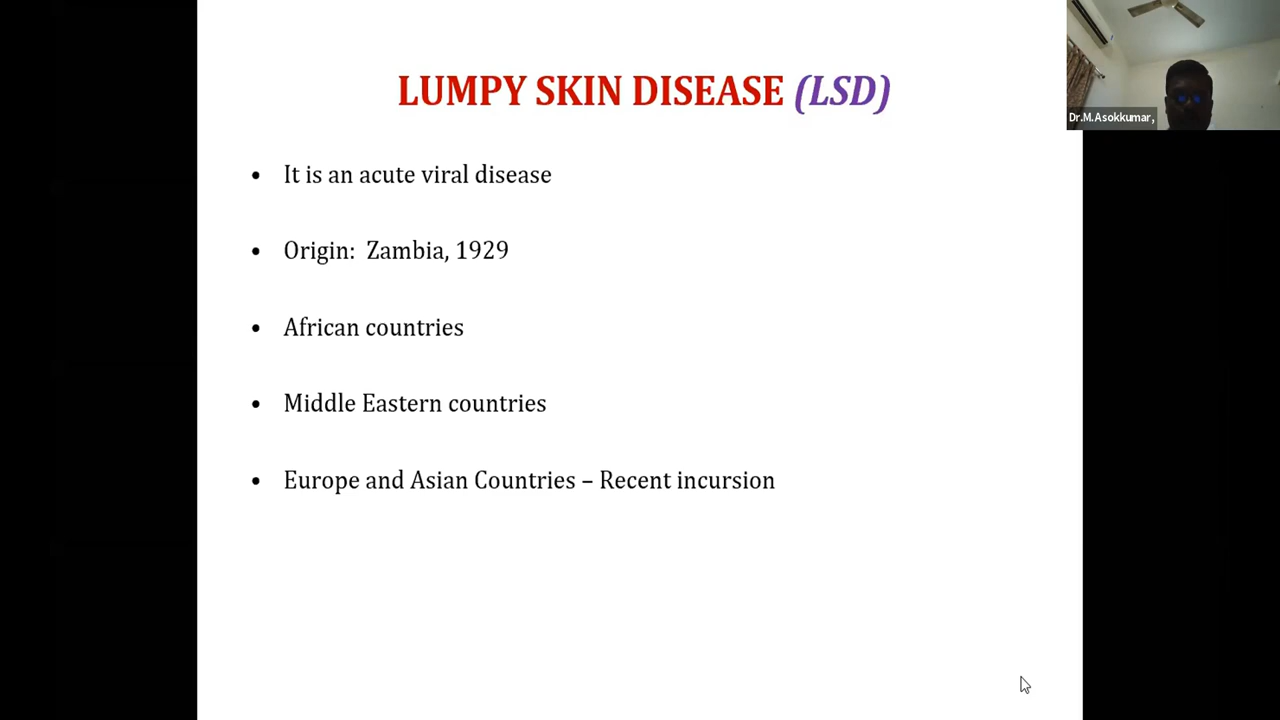 LUMPY SKIN DISEASE (LSD)
Dr.M.Asokkumar,
• It is an acute viral disease
• Origin: Zambia, 1929
• African countries
• Middle Eastern countries
• Europe and Asian Countries – Recent incursion